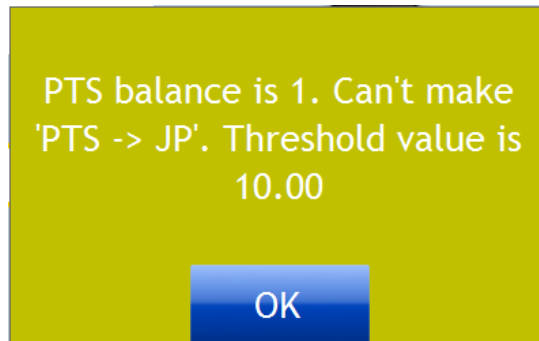 PTS balance is 1. Can't make
'PTS -> JP'. Threshold value is
10.00
OK